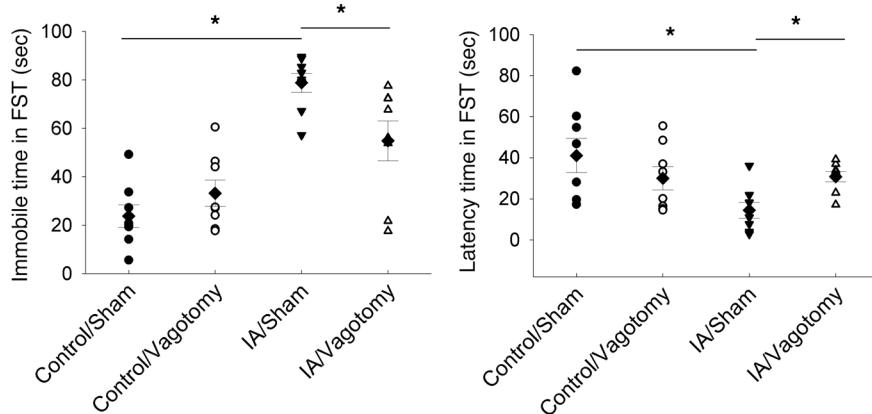 * *
100
80
60
40
20
0
Immobile time in FST (sec)
Control/Sham
Control/Vagotomy
IA/Sham
IA/Vagotomy
* *
100
80
60
40
20
0
Latency time in FST (sec)
Control/Sham
Control/Vagotomy
IA/Sham
IA/Vagotomy